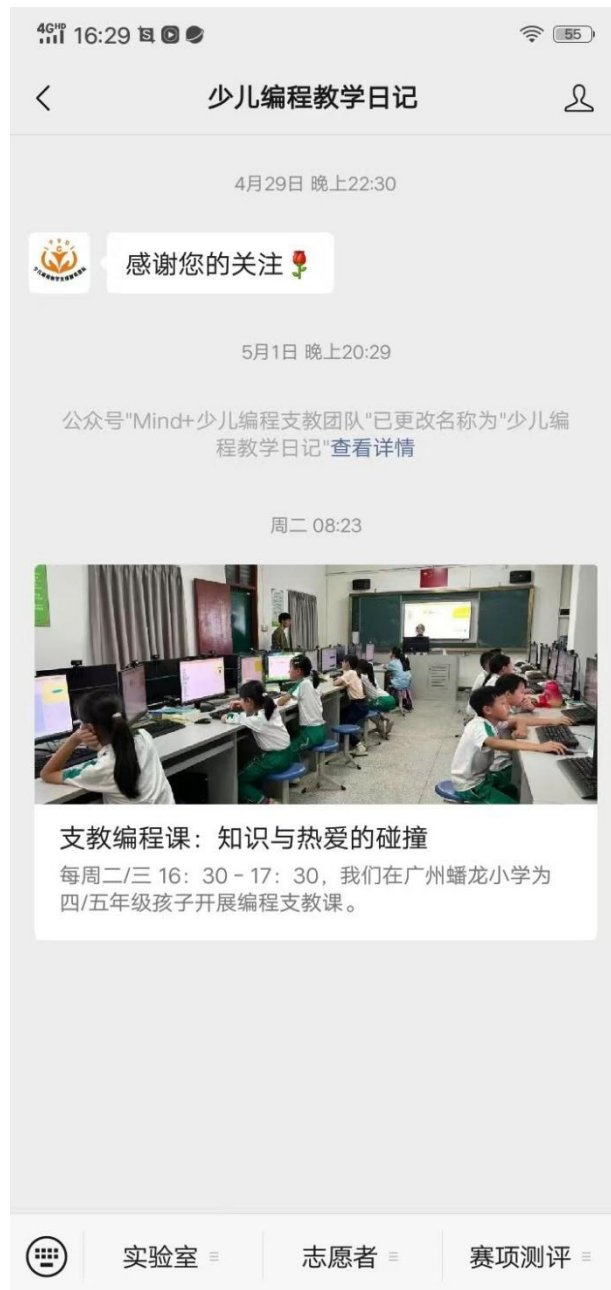 4GHD 16:29 55
少儿编程教学日记
4月29日 晚上22:30
感谢您的关注🌹
5月1日 晚上20:29
公众号"Mind+少儿编程支教团队"已更改名称为"少儿编
程教学日记"查看详情
周二 08:23
支教编程课：知识与热爱的碰撞
每周二/三 16：30－17：30，我们在广州蟠龙小学为
四/五年级孩子开展编程支教课。
实验室
志愿者
赛项测评